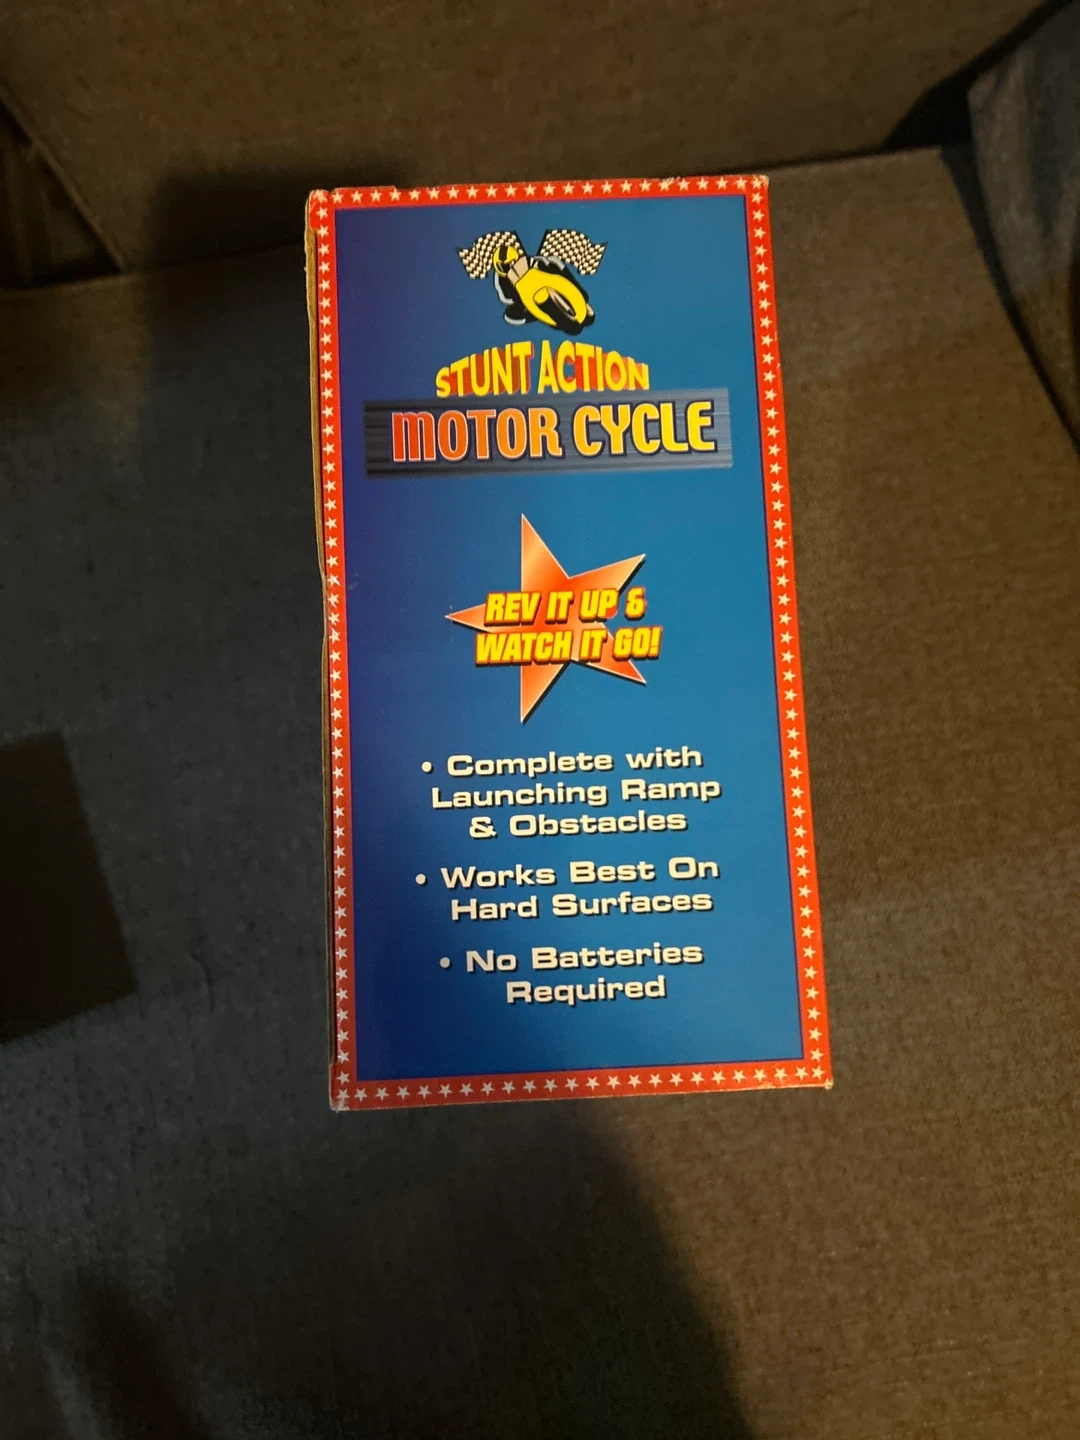 STUNT ACTION
MOTOR CYCLE
REV IT UP &
WATCH IT GO!
• Complete with
Launching Ramp
& Obstacles
• Works Best On
Hard Surfaces
• No Batteries
Required